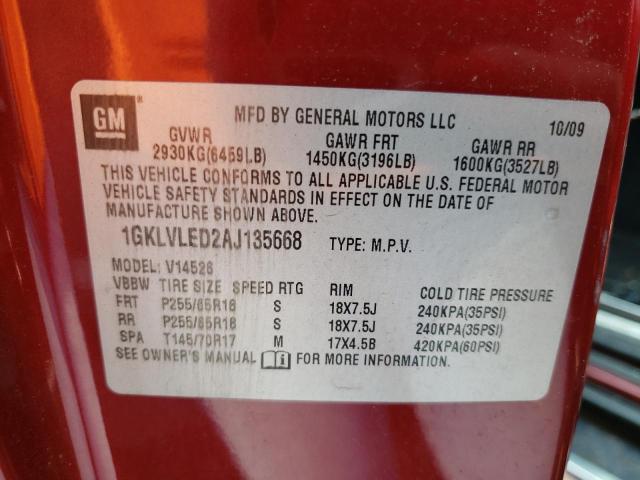 GM ®
MFD BY GENERAL MOTORS LLC 10/09
GVWR GAWR FRT GAWR RR
2930KG(6459LB) 1450KG(3196LB) 1600KG(3527LB)
THIS VEHICLE CONFORMS TO ALL APPLICABLE U.S. FEDERAL MOTOR
VEHICLE SAFETY STANDARDS IN EFFECT ON THE DATE OF
MANUFACTURE SHOWN ABOVE.
1GKLVLED2AJ135668 TYPE: M.P.V.
MODEL: V14526
VBBW TIRE SIZE SPEED RTG RIM COLD TIRE PRESSURE
FRT P255/65R18 S 18X7.5J 240KPA(35PSI)
RR P255/65R18 S 18X7.5J 240KPA(35PSI)
SPA T145/70R17 M 17X4.5B 420KPA(60PSI)
SEE OWNER'S MANUAL i FOR MORE INFORMATION.